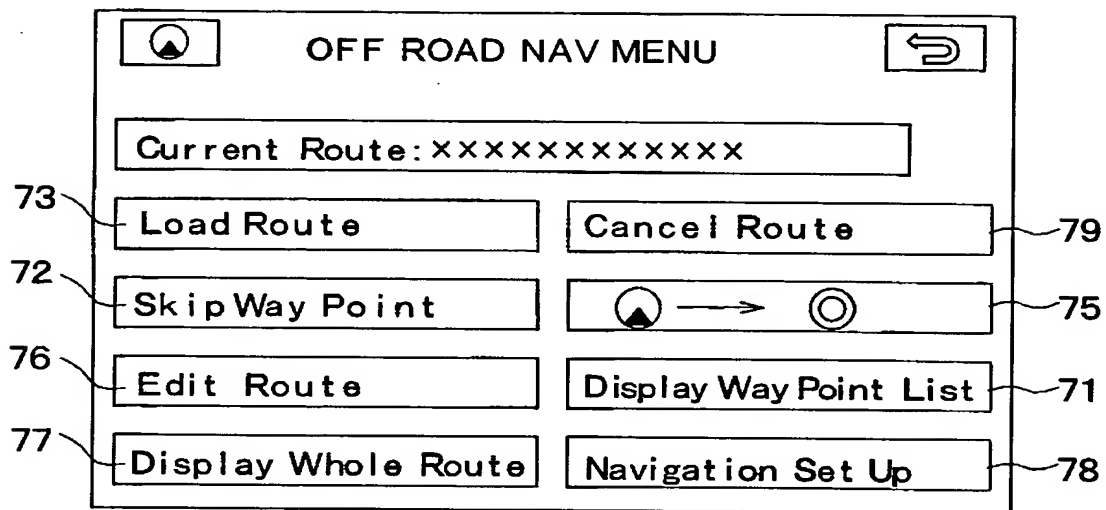 OFF ROAD NAV MENU
Current Route: ××××××××××××
73 Load Route Cancel Route 79
72 Skip Way Point 75
76 Edit Route Display Way Point List 71
77 Display Whole Route Navigation Set Up 78